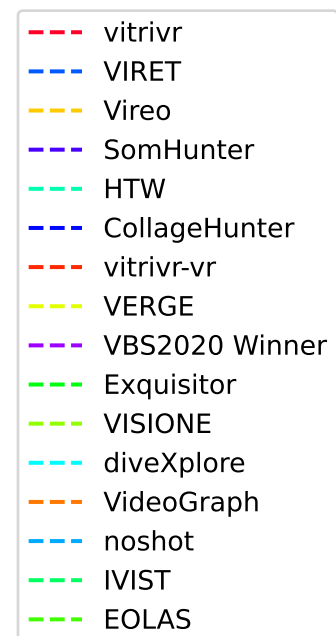 vitrivr
VIRET
Vireo
SomHunter
HTW
CollageHunter
vitrivr-vr
VERGE
VBS2020 Winner
Exquisitor
VISIONE
diveXplore
VideoGraph
noshot
IVIST
EOLAS